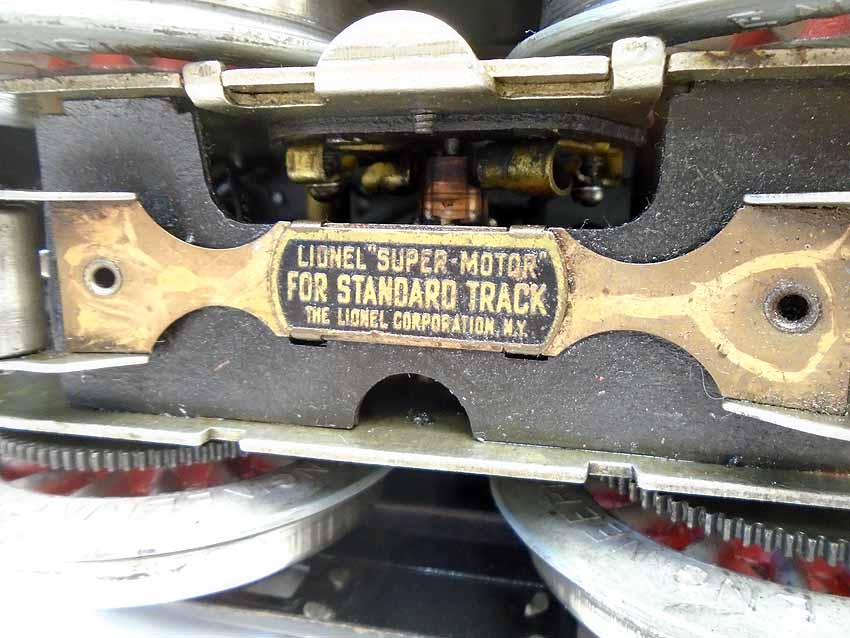 LIONEL "SUPER-MOTOR"
FOR STANDARD TRACK
THE LIONEL CORPORATION, N.Y.